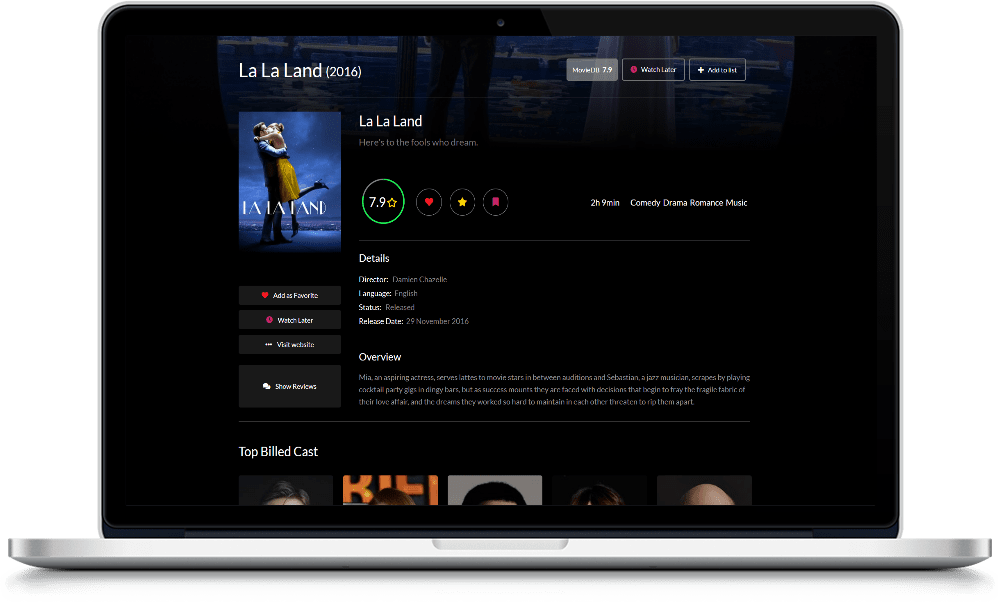 La La Land (2016)
MovieDB 7.9
Watch Later
Add to list
La La Land
Here's to the fools who dream.
LA LA LAND
7.9
2h 9min Comedy Drama Romance Music
Details
Director: Damien Chazelle
Language: English
Status: Released
Release Date: 29 November 2016
Add as Favorite
Watch Later
Visit website
Show Reviews
Overview
Mia, an aspiring actress, serves lattes to movie stars in between auditions and Sebastian, a jazz musician, scrapes by playing
cocktail party gigs in dingy bars, but as success mounts they are faced with decisions that begin to fray the fragile fabric of
their love affair, and the dreams they worked so hard to maintain in each other threaten to rip them apart.
Top Billed Cast